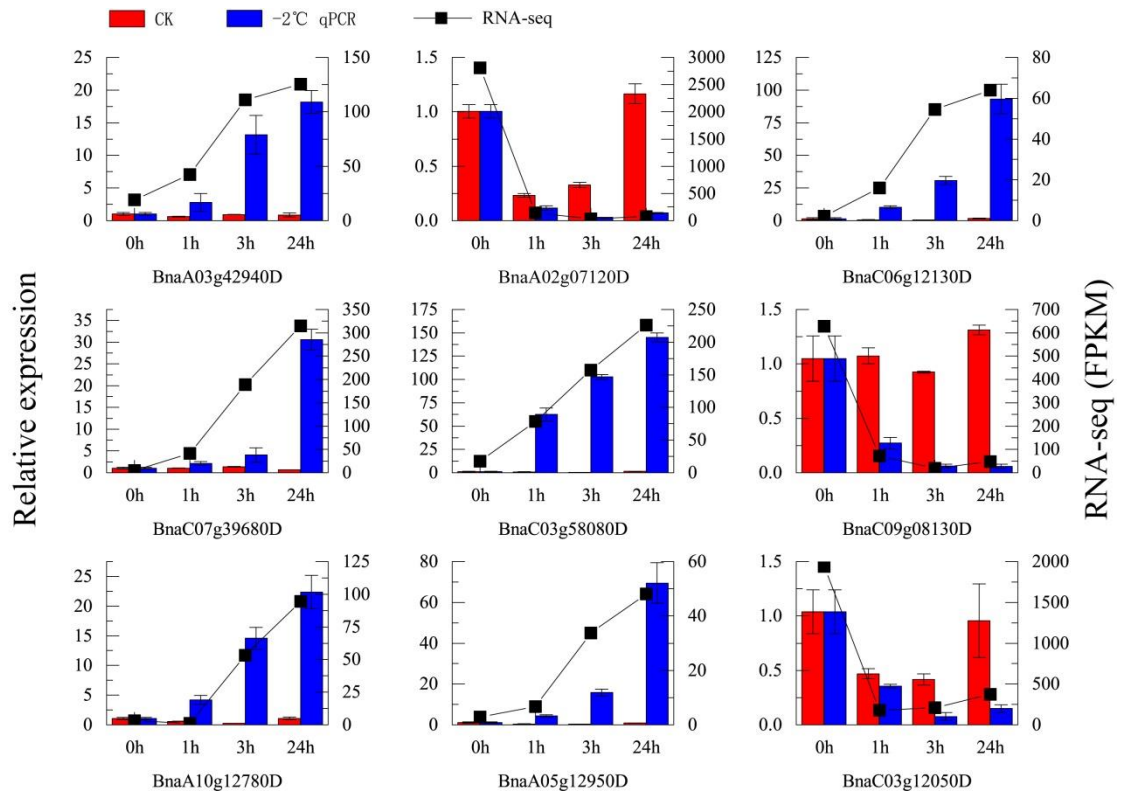 CK -2℃ qPCR RNA-seq
25 20 15 10 5 0
150 100 50 0
0h 1h 3h 24h
BnaA03g42940D
1.5 1.0 0.5 0.0
3000 2500 2000 1500 1000 500 0
0h 1h 3h 24h
BnaA02g07120D
125 100 75 50 25 0
80 60 40 20 0
0h 1h 3h 24h
BnaC06g12130D
Relative expression
35 30 25 20 15 10 5 0
350 300 250 200 150 100 50 0
0h 1h 3h 24h
BnaC07g39680D
175 150 125 100 75 50 25 0
250 200 150 100 50 0
0h 1h 3h 24h
BnaC03g58080D
1.5 1.0 0.5 0.0
700 600 500 400 300 200 100 0
0h 1h 3h 24h
BnaC09g08130D
RNA-seq (FPKM)
25 20 15 10 5 0
125 100 75 50 25 0
0h 1h 3h 24h
BnaA10g12780D
80 60 40 20 0
60 40 20 0
0h 1h 3h 24h
BnaA05g12950D
1.5 1.0 0.5 0.0
2000 1500 1000 500 0
0h 1h 3h 24h
BnaC03g12050D